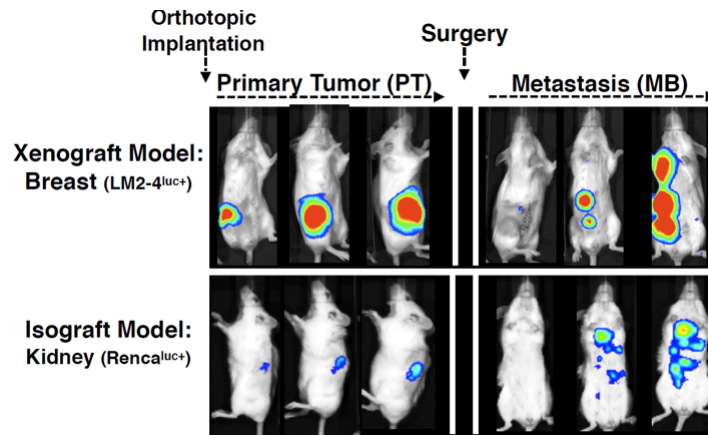 Orthotopic
Implantation
Surgery
Primary Tumor (PT)
Metastasis (MB)
Xenograft Model:
Breast (LM2-4luc+)
Isograft Model:
Kidney (Rencaluc+)